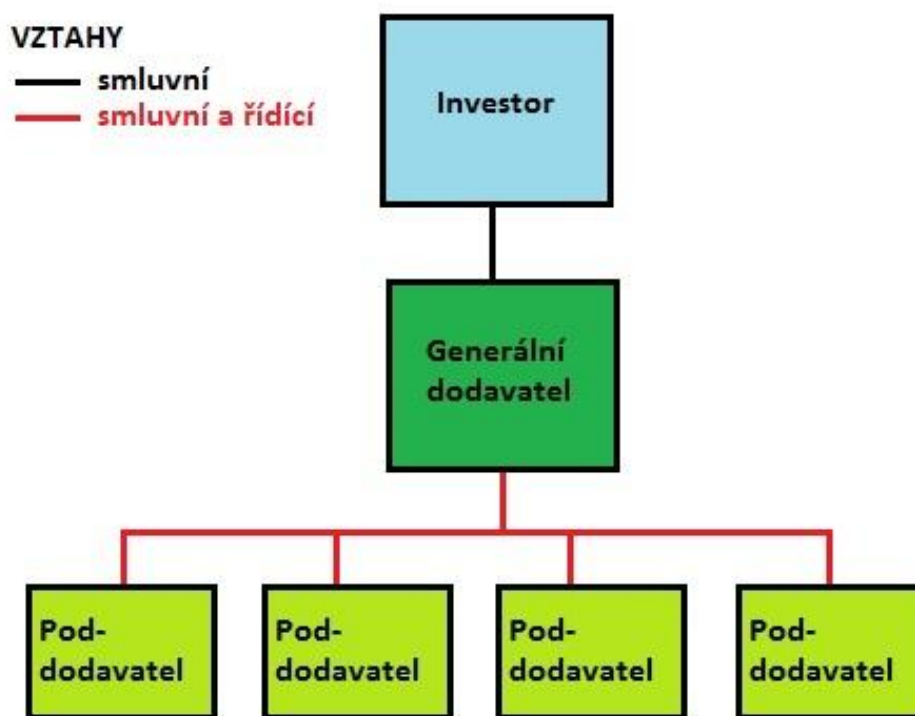 VZTAHY
smluvní
smluvní a řídící
Investor
Generální
dodavatel
Pod-
dodavatel
Pod-
dodavatel
Pod-
dodavatel
Pod-
dodavatel